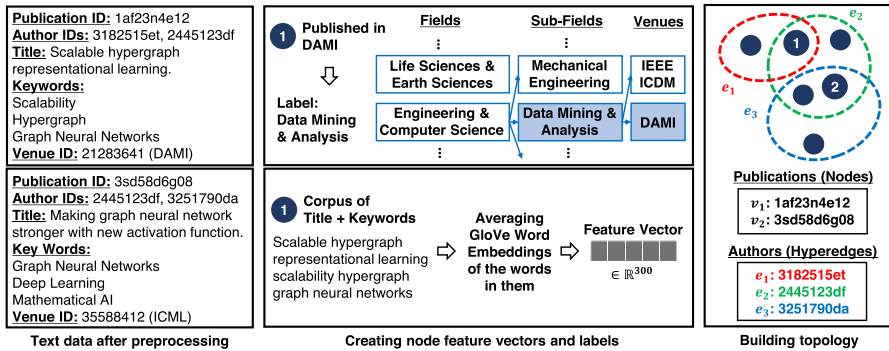 Publication ID: 1af23n4e12
Author IDs: 3182515et, 2445123df
Title: Scalable hypergraph
representational learning.
Keywords:
Scalability
Hypergraph
Graph Neural Networks
Venue ID: 21283641 (DAMI)
Publication ID: 3sd58d6g08
Author IDs: 2445123df, 3251790da
Title: Making graph neural network
stronger with new activation function.
Key Words:
Graph Neural Networks
Deep Learning
Mathematical AI
Venue ID: 35588412 (ICML)
Text data after preprocessing
1
Published in
DAMI
Label:
Data Mining
& Analysis
Fields
Sub-Fields
Venues
⋮
⋮
Life Sciences &
Earth Sciences
Mechanical
Engineering
IEEE
ICDM
Engineering &
Computer Science
Data Mining &
Analysis
DAMI
⋮
⋮
1
Corpus of
Title + Keywords
Scalable hypergraph
representational learning
scalability hypergraph
graph neural networks
Averaging
GloVe Word
Embeddings
of the words
in them
Feature Vector
∈ ℝ³⁰⁰
Creating node feature vectors and labels
1
e₂
e₁
2
e₃
Publications (Nodes)
v₁: 1af23n4e12
v₂: 3sd58d6g08
Authors (Hyperedges)
e₁: 3182515et
e₂: 2445123df
e₃: 3251790da
Building topology